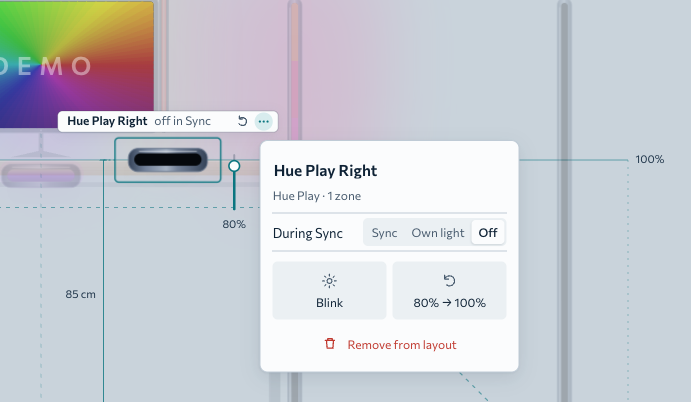 DEMO
Hue Play Right off in Sync
100%
Hue Play Right
Hue Play · 1 zone
80%
During Sync
Sync
Own light
Off
85 cm
Blink
80% → 100%
Remove from layout